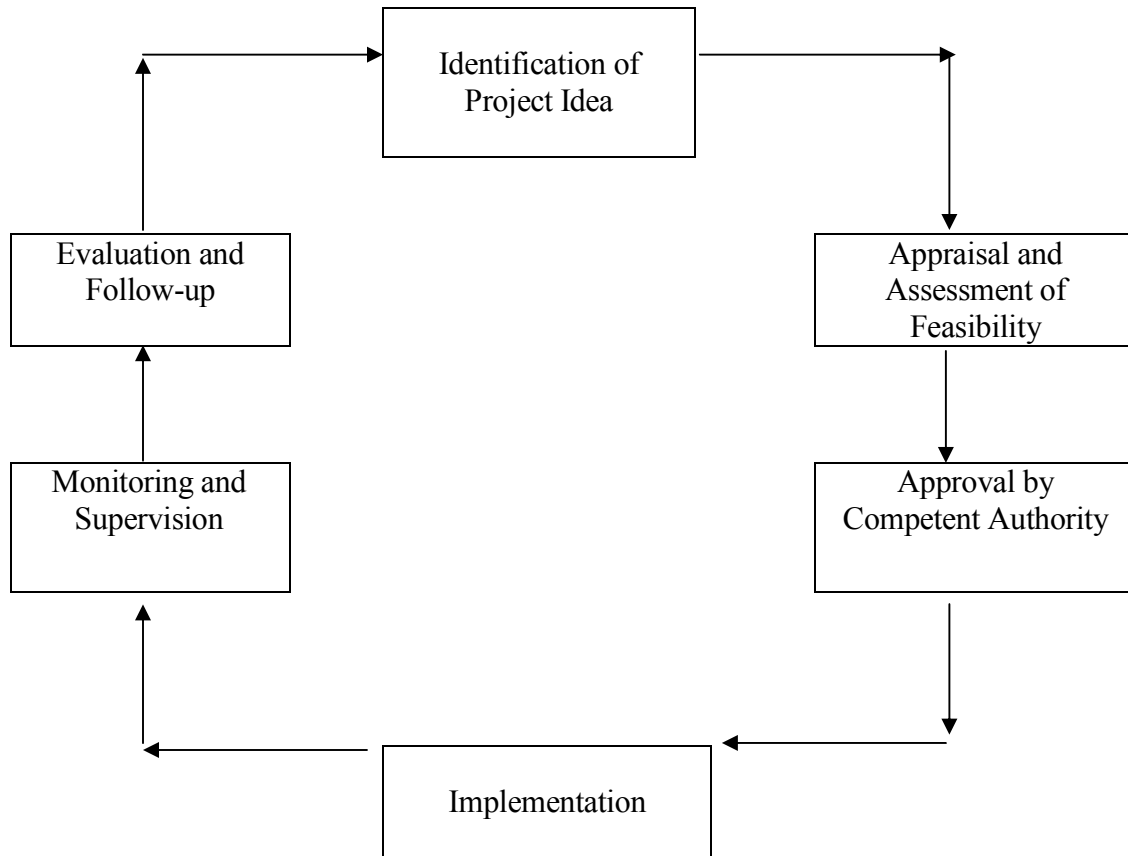 Identification of
Project Idea
Evaluation and
Follow-up
Appraisal and
Assessment of
Feasibility
Monitoring and
Supervision
Approval by
Competent Authority
Implementation